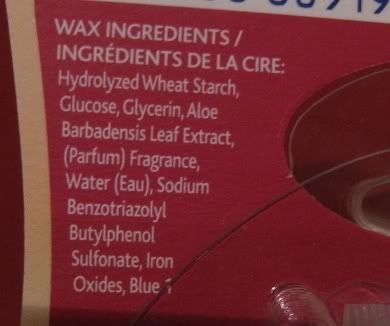 WAX INGREDIENTS /
INGRÉDIENTS DE LA CIRE:
Hydrolyzed Wheat Starch,
Glucose, Glycerin, Aloe
Barbadensis Leaf Extract,
(Parfum) Fragrance,
Water (Eau), Sodium
Benzotriazolyl
Butylphenol
Sulfonate, Iron
Oxides, Blue 1